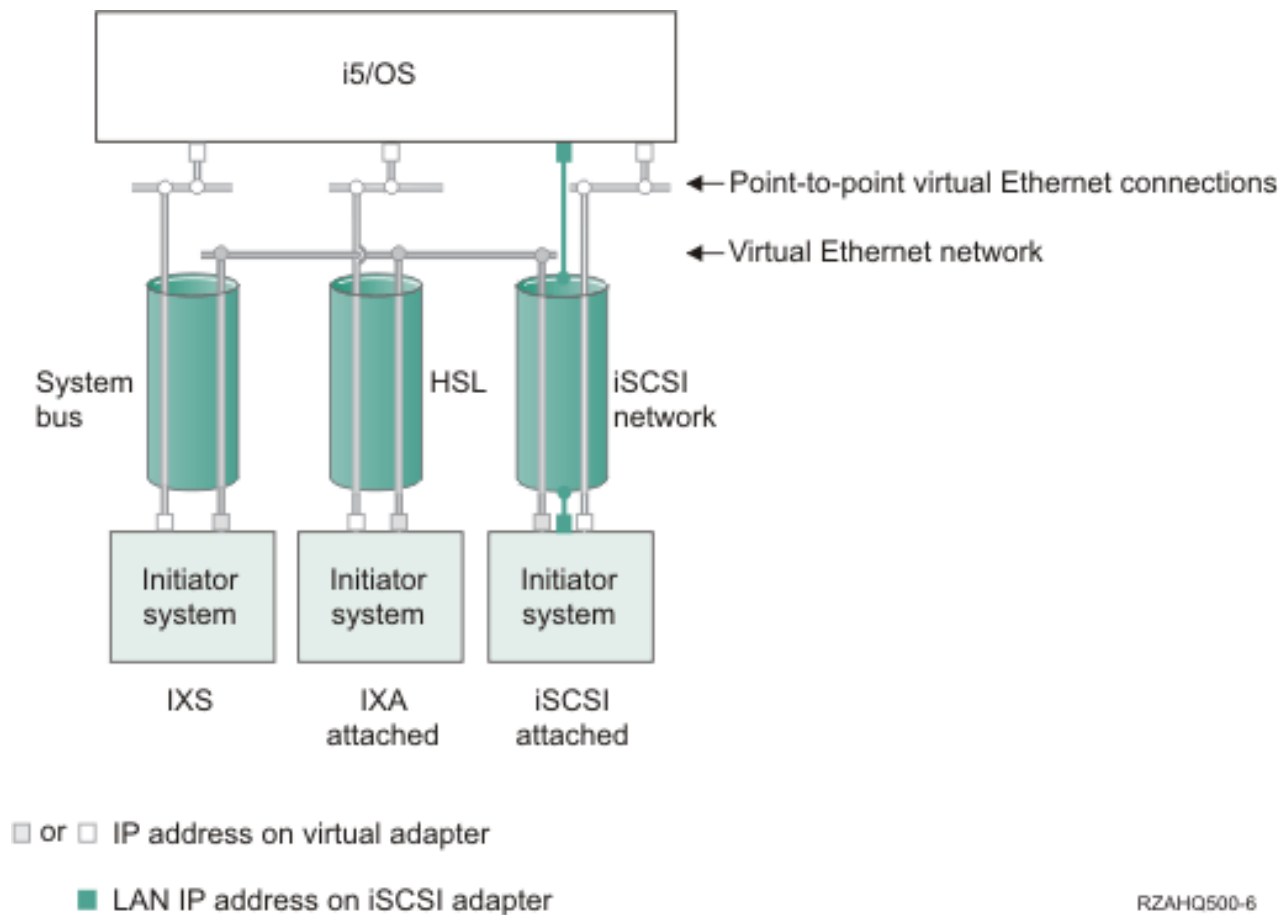 i5/OS
Point-to-point virtual Ethernet connections
Virtual Ethernet network
System
bus
HSL
iSCSI
network
Initiator
system
Initiator
system
Initiator
system
IXS
IXA
attached
iSCSI
attached
or
IP address on virtual adapter
LAN IP address on iSCSI adapter
RZAHQ500-6